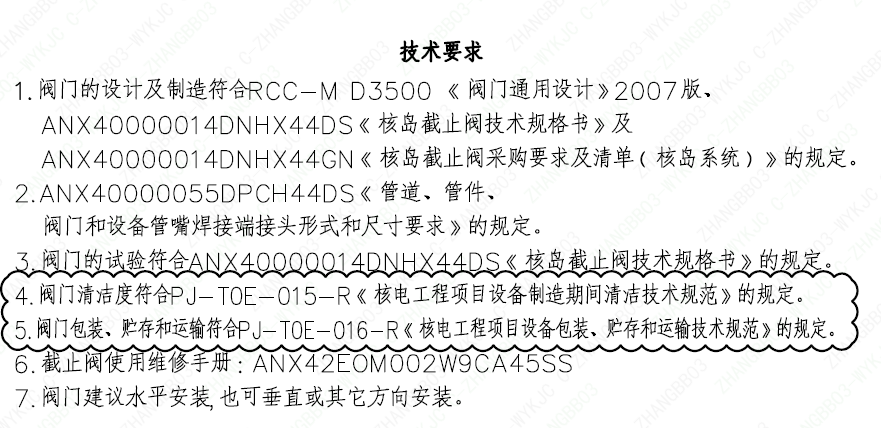 技术要求
1.阀门的设计及制造符合RCC-M D3500《阀门通用设计》2007版、
ANX40000014DNHX44DS《核岛截止阀技术规格书》及
ANX40000014DNHX44GN《核岛截止阀采购要求及清单(核岛系统)》的规定。
2.ANX40000055DPCH44DS《管道、管件、
阀门和设备管嘴焊接端接头形式和尺寸要求》的规定。
3.阀门的试验符合ANX40000014DNHX44DS《核岛截止阀技术规格书》的规定。
4.阀门清洁度符合PJ-TOE-015-R《核电工程项目设备制造期间清洁技术规范》的规定。
5.阀门包装、贮存和运输符合PJ-TOE-016-R《核电工程项目设备包装、贮存和运输技术规范》的规定。
6.截止阀使用维修手册:ANX42EOM002W9CA45SS
7.阀门建议水平安装,也可垂直或其它方向安装。